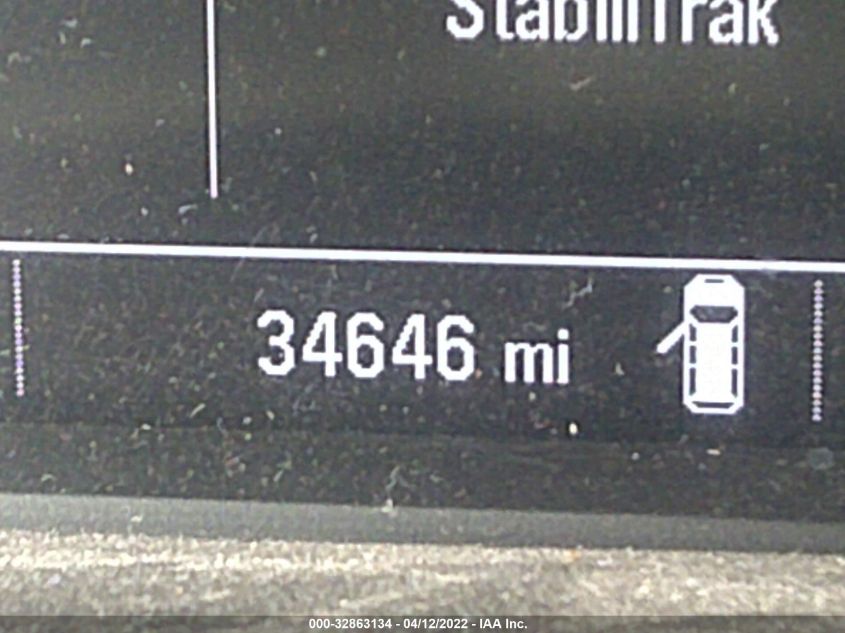 StabiliTrak
34646 mi
000-32863134 - 04/12/2022 - IAA Inc.